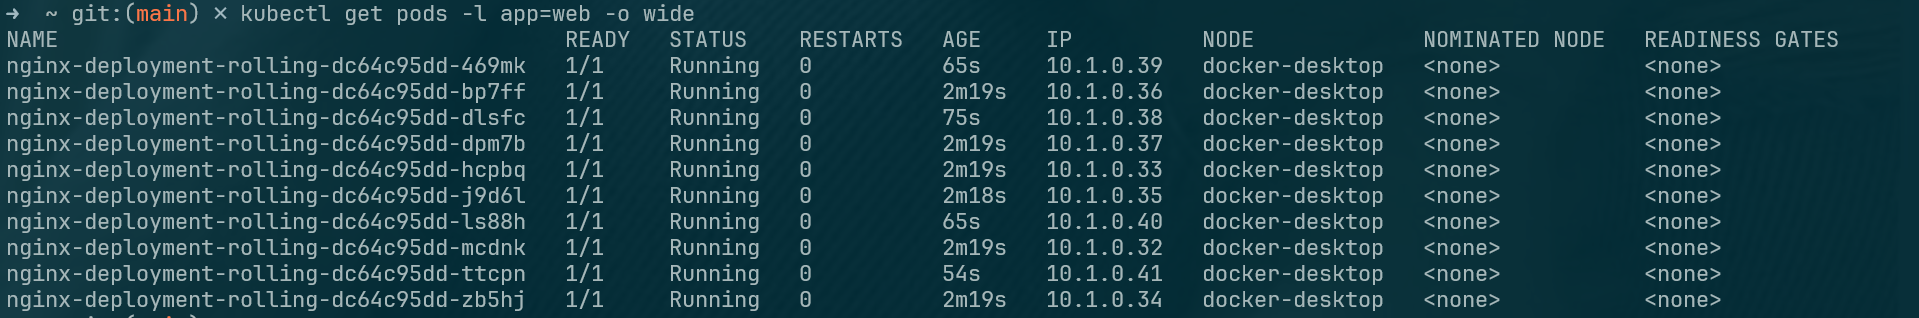 → ~ git:(main) ✕ kubectl get pods -l app=web -o wide
NAME READY STATUS RESTARTS AGE IP NODE NOMINATED NODE READINESS GATES
nginx-deployment-rolling-dc64c95dd-469mk 1/1 Running 0 65s 10.1.0.39 docker-desktop <none> <none>
nginx-deployment-rolling-dc64c95dd-bp7ff 1/1 Running 0 2m19s 10.1.0.36 docker-desktop <none> <none>
nginx-deployment-rolling-dc64c95dd-dlsfc 1/1 Running 0 75s 10.1.0.38 docker-desktop <none> <none>
nginx-deployment-rolling-dc64c95dd-dpm7b 1/1 Running 0 2m19s 10.1.0.37 docker-desktop <none> <none>
nginx-deployment-rolling-dc64c95dd-hcpbq 1/1 Running 0 2m19s 10.1.0.33 docker-desktop <none> <none>
nginx-deployment-rolling-dc64c95dd-j9d6l 1/1 Running 0 2m18s 10.1.0.35 docker-desktop <none> <none>
nginx-deployment-rolling-dc64c95dd-ls88h 1/1 Running 0 65s 10.1.0.40 docker-desktop <none> <none>
nginx-deployment-rolling-dc64c95dd-mcdnk 1/1 Running 0 2m19s 10.1.0.32 docker-desktop <none> <none>
nginx-deployment-rolling-dc64c95dd-ttcpn 1/1 Running 0 54s 10.1.0.41 docker-desktop <none> <none>
nginx-deployment-rolling-dc64c95dd-zb5hj 1/1 Running 0 2m19s 10.1.0.34 docker-desktop <none> <none>